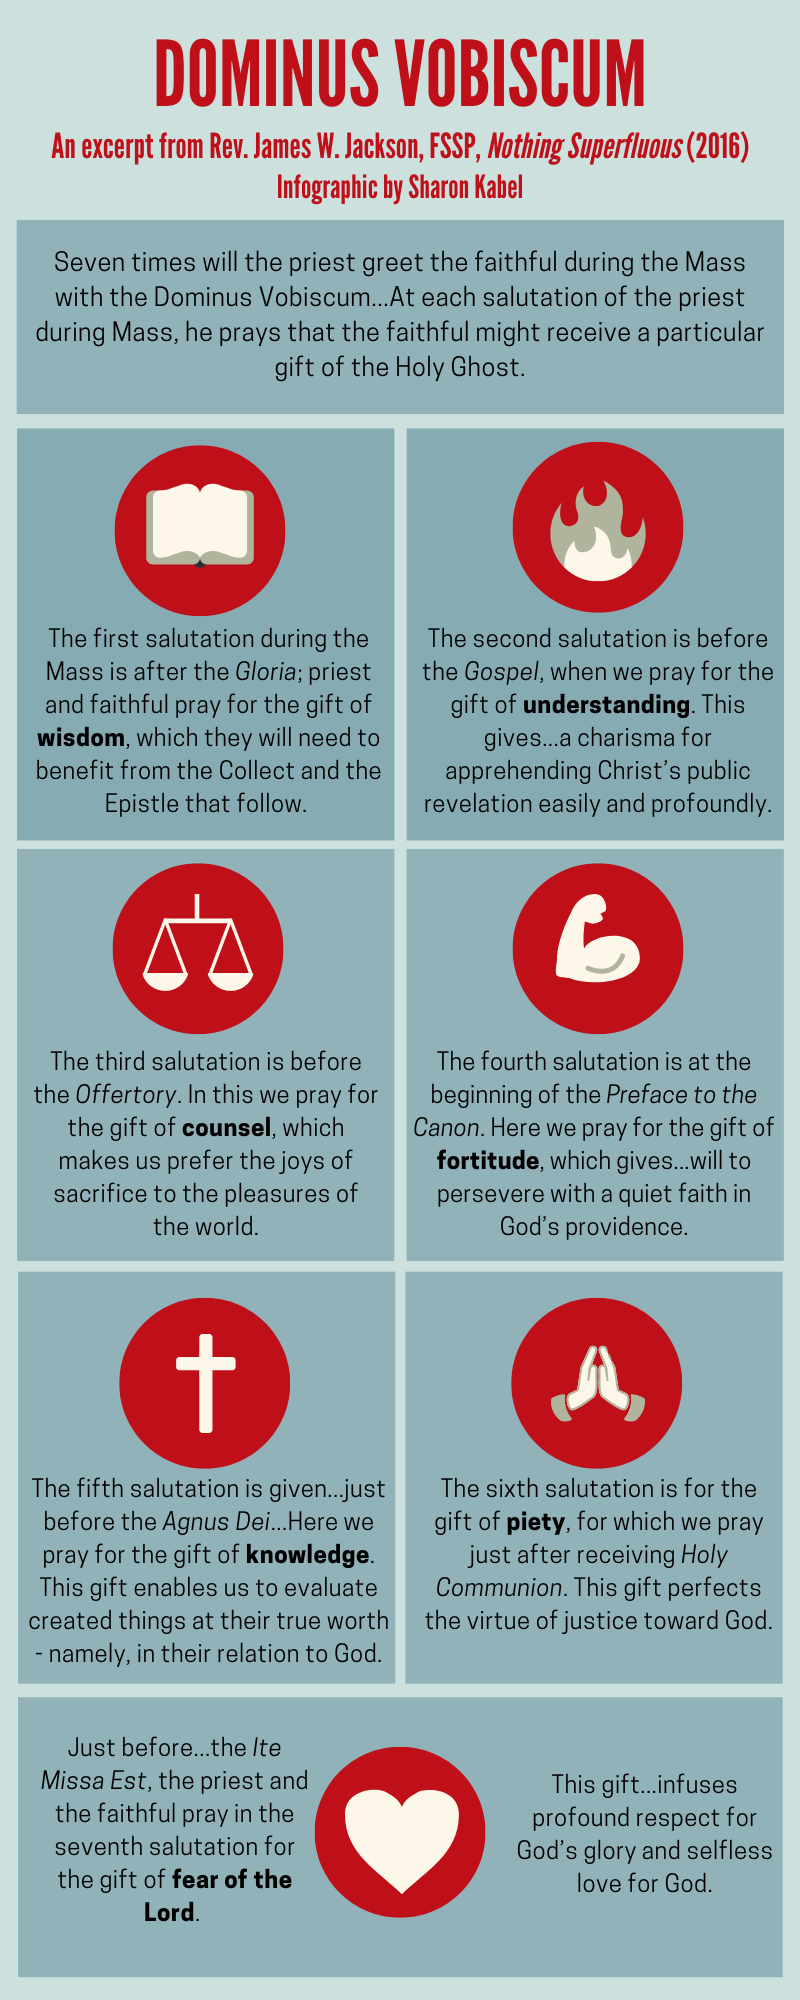 DOMINUS VOBISCUM
An excerpt from Rev. James W. Jackson, FSSP, Nothing Superfluous (2016)
Infographic by Sharon Kabel
Seven times will the priest greet the faithful during the Mass
with the Dominus Vobiscum...At each salutation of the priest
during Mass, he prays that the faithful might receive a particular
gift of the Holy Ghost.
The first salutation during the
Mass is after the Gloria; priest
and faithful pray for the gift of
wisdom, which they will need to
benefit from the Collect and the
Epistle that follow.
The second salutation is before
the Gospel, when we pray for the
gift of understanding. This
gives...a charisma for
apprehending Christ's public
revelation easily and profoundly.
The third salutation is before
the Offertory. In this we pray for
the gift of counsel, which
makes us prefer the joys of
sacrifice to the pleasures of
the world.
The fourth salutation is at the
beginning of the Preface to the
Canon. Here we pray for the gift of
fortitude, which gives...will to
persevere with a quiet faith in
God's providence.
The fifth salutation is given...just
before the Agnus Dei...Here we
pray for the gift of knowledge.
This gift enables us to evaluate
created things at their true worth
- namely, in their relation to God.
The sixth salutation is for the
gift of piety, for which we pray
just after receiving Holy
Communion. This gift perfects
the virtue of justice toward God.
Just before...the Ite
Missa Est, the priest and
the faithful pray in the
seventh salutation for
the gift of fear of the
Lord.
This gift...infuses
profound respect for
God's glory and selfless
love for God.